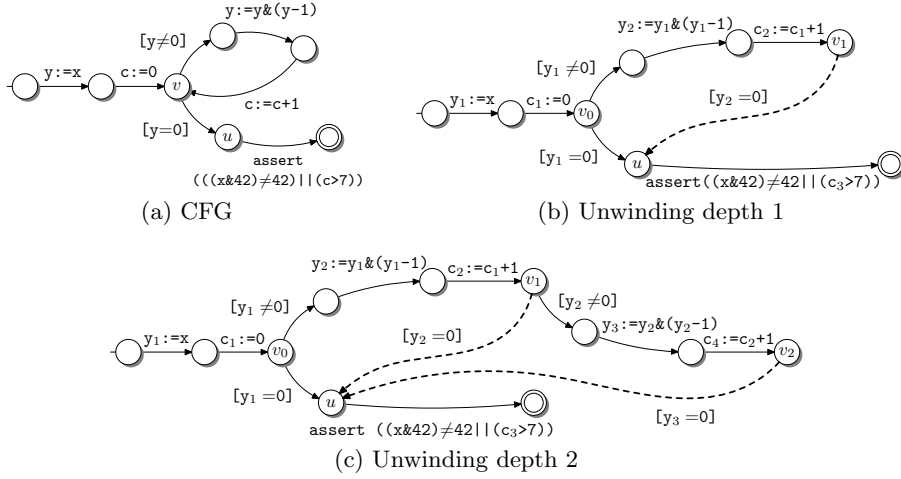 y:=x
c:=0
[y≠0]
y:=y&(y-1)
v
c:=c+1
[y=0]
u
assert
(((x&42)≠42)||(c>7))
(a) CFG
y₁:=x
c₁:=0
v₀
[y₁ ≠0]
y₂:=y₁&(y₁-1)
c₂:=c₁+1
v₁
[y₂ =0]
[y₁ =0]
u
assert((x&42)≠42||(c₃>7))
(b) Unwinding depth 1
y₁:=x
c₁:=0
v₀
[y₁ ≠0]
y₂:=y₁&(y₁-1)
c₂:=c₁+1
v₁
[y₂ =0]
[y₂ ≠0]
y₃:=y₂&(y₂-1)
c₄:=c₂+1
v₂
[y₁ =0]
u
[y₃ =0]
assert ((x&42)≠42||(c₃>7))
(c) Unwinding depth 2